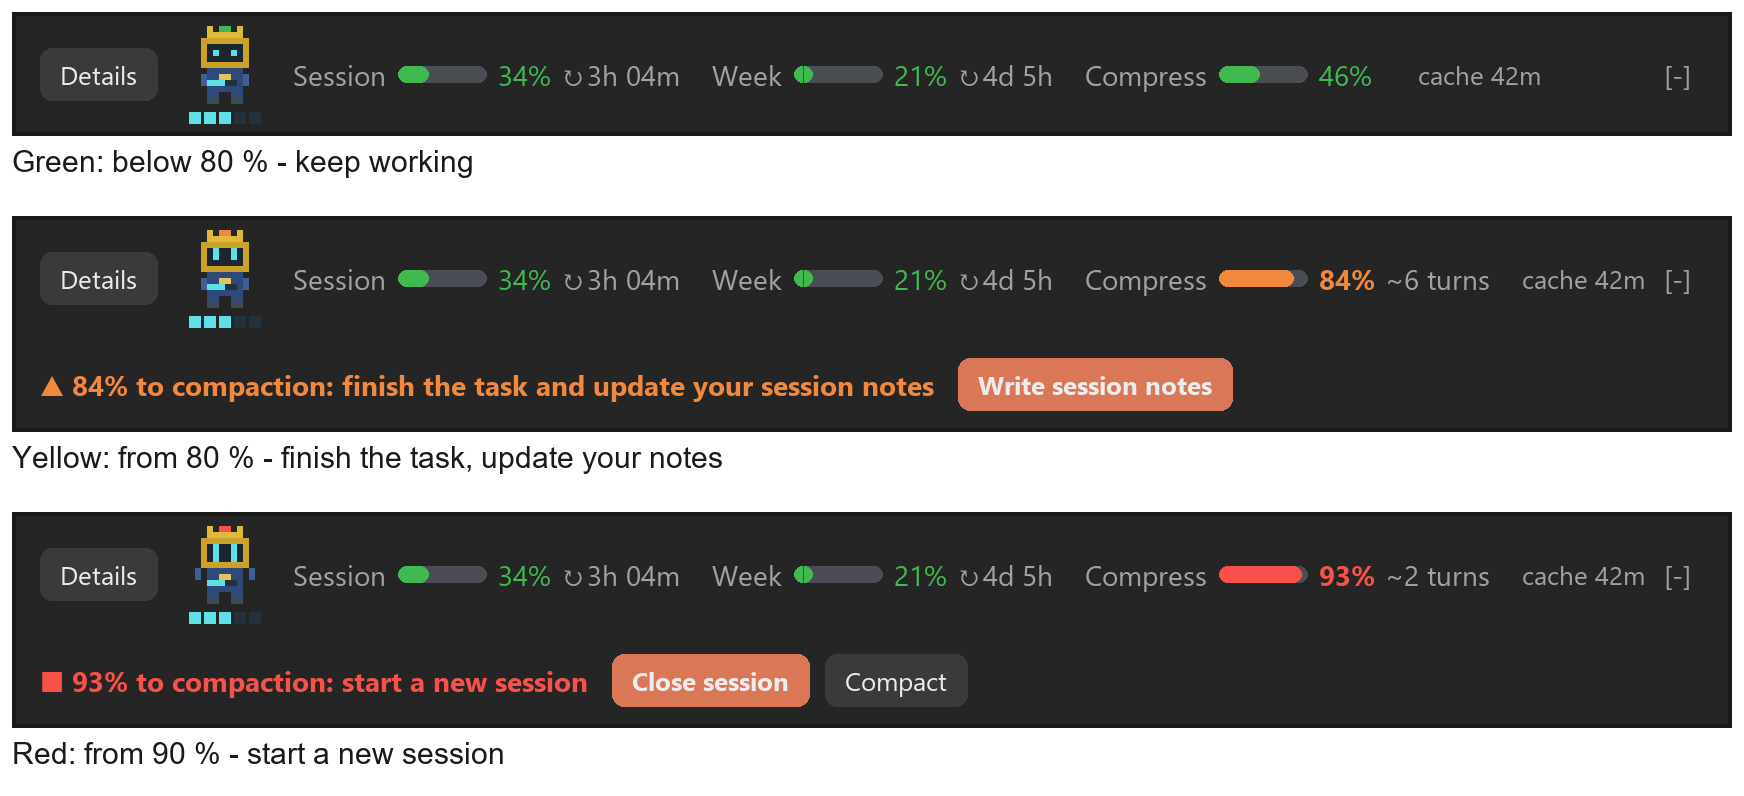 Details Session 34% ↻3h 04m Week 21% ↻4d 5h Compress 46% cache 42m [-]
Green: below 80 % - keep working
Details Session 34% ↻3h 04m Week 21% ↻4d 5h Compress 84% ~6 turns cache 42m [-]
▲ 84% to compaction: finish the task and update your session notes Write session notes
Yellow: from 80 % - finish the task, update your notes
Details Session 34% ↻3h 04m Week 21% ↻4d 5h Compress 93% ~2 turns cache 42m [-]
■ 93% to compaction: start a new session Close session Compact
Red: from 90 % - start a new session